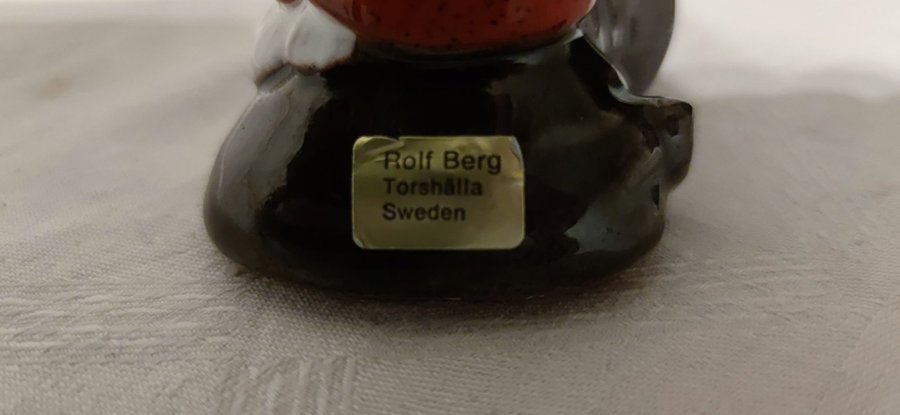 Rolf Berg
Torshälla
Sweden